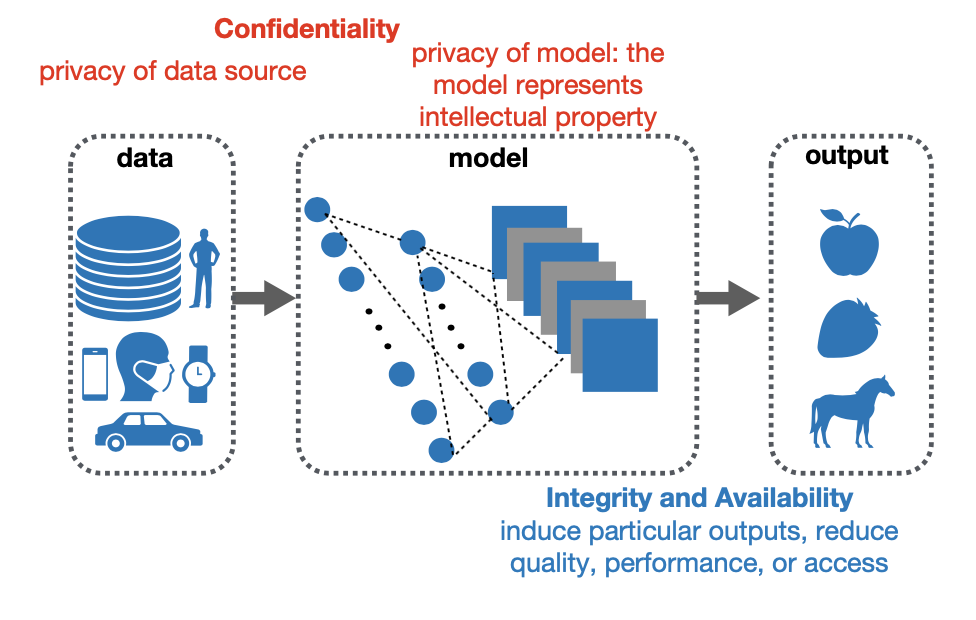 Confidentiality
privacy of data source
privacy of model: the
model represents
intellectual property
data
model
output
Integrity and Availability
induce particular outputs, reduce
quality, performance, or access